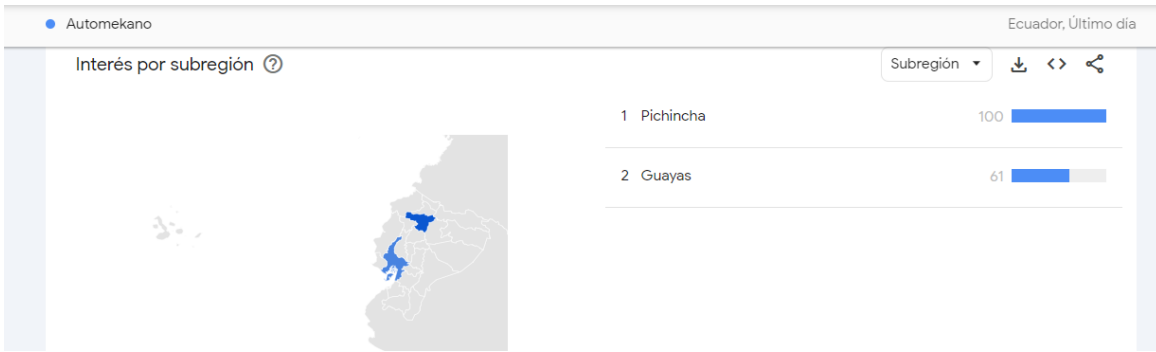 Automekano
Ecuador, Último día
Interés por subregión
Subregión
1 Pichincha 100
2 Guayas 61